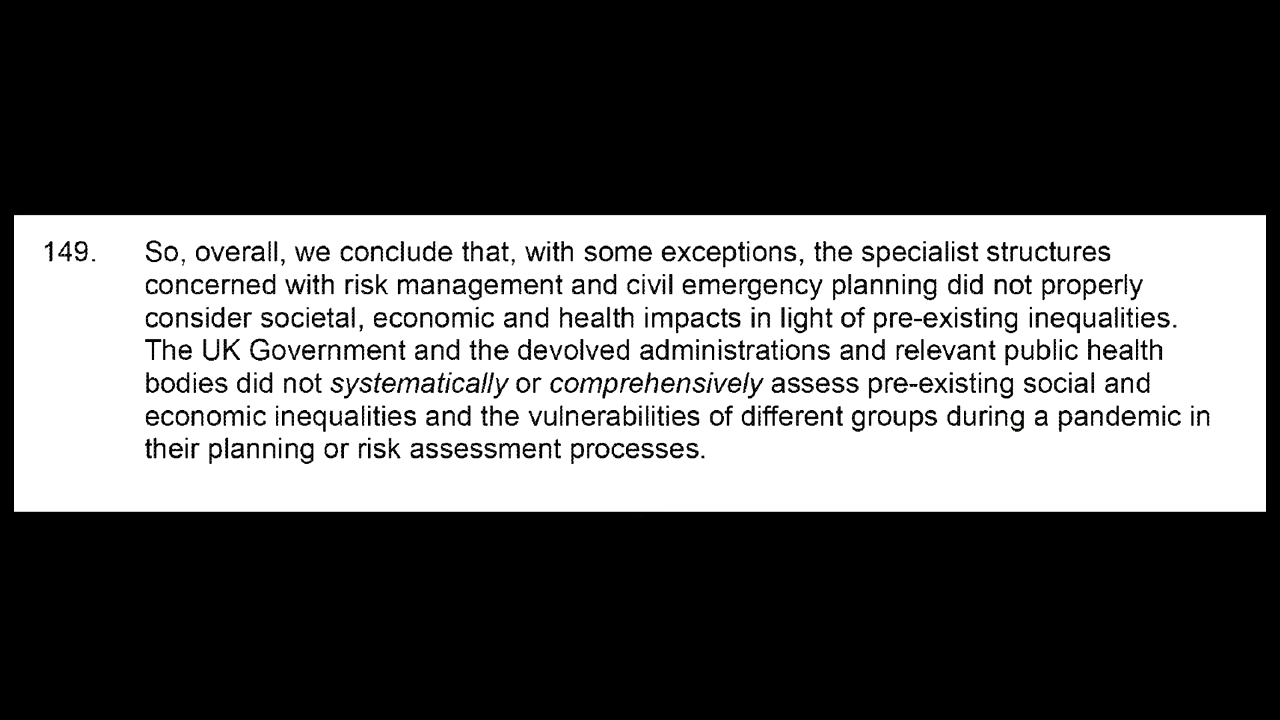 149. So, overall, we conclude that, with some exceptions, the specialist structures
concerned with risk management and civil emergency planning did not properly
consider societal, economic and health impacts in light of pre-existing inequalities.
The UK Government and the devolved administrations and relevant public health
bodies did not systematically or comprehensively assess pre-existing social and
economic inequalities and the vulnerabilities of different groups during a pandemic in
their planning or risk assessment processes.